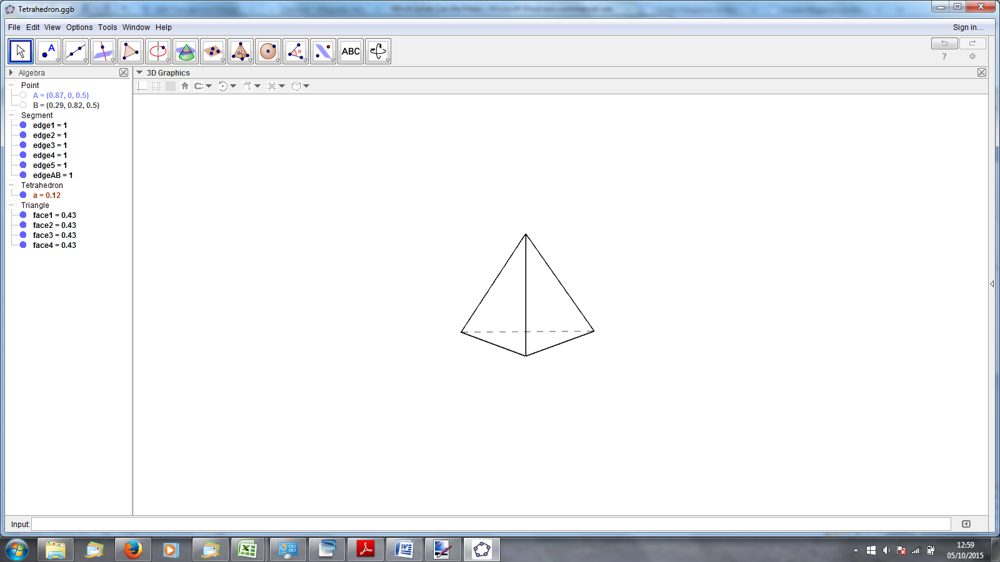 Tetrahedron.ggb
File Edit View Options Tools Window Help
Sign in...
A
α
ABC
?
Algebra
3D Graphics
Point
A = (0.87, 0, 0.5)
B = (0.29, 0.82, 0.5)
Segment
edge1 = 1
edge2 = 1
edge3 = 1
edge4 = 1
edge5 = 1
edgeAB = 1
Tetrahedron
a = 0.12
Triangle
face1 = 0.43
face2 = 0.43
face3 = 0.43
face4 = 0.43
Input:
12:59
05/10/2015